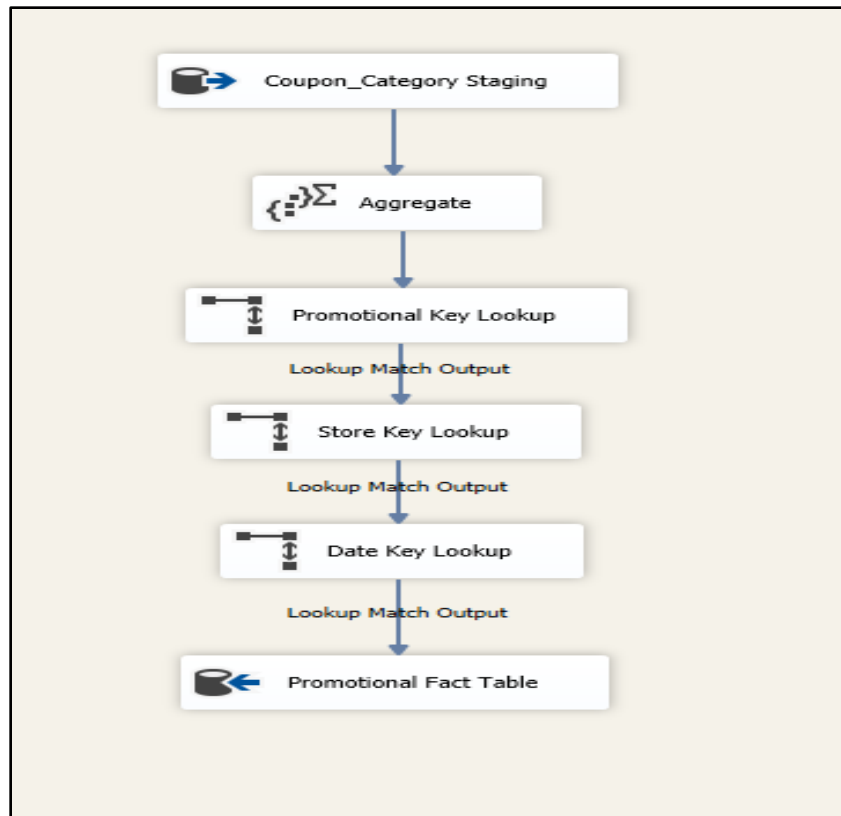 Coupon_Category Staging
Aggregate
Promotional Key Lookup
Lookup Match Output
Store Key Lookup
Lookup Match Output
Date Key Lookup
Lookup Match Output
Promotional Fact Table